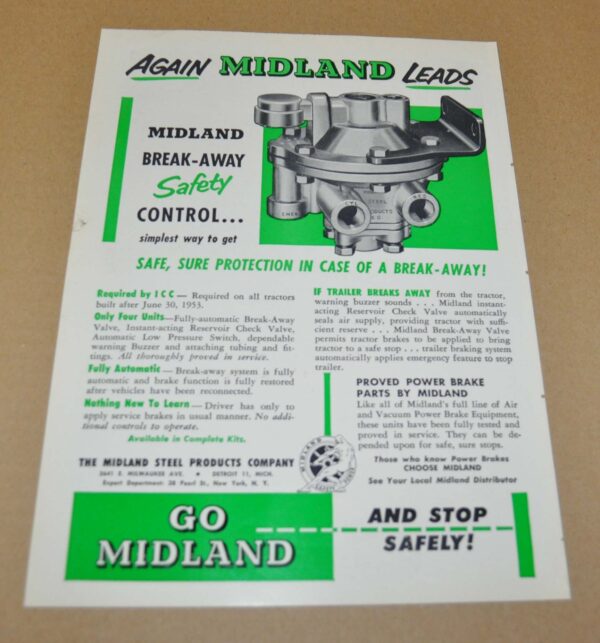 AGAIN MIDLAND LEADS
MIDLAND
BREAK-AWAY
Safety
CONTROL...
simplest way to get
SAFE, SURE PROTECTION IN CASE OF A BREAK-AWAY!
Required by ICC — Required on all tractors
built after June 30, 1953.
Only Four Units—Fully-automatic Break-Away
Valve, Instant-acting Reservoir Check Valve,
Automatic Low Pressure Switch, dependable
warning Buzzer and attaching tubing and fit-
tings. All thoroughly proved in service.
Fully Automatic — Break-away system is fully
automatic and brake function is fully restored
after vehicles have been reconnected.
Nothing New To Learn — Driver has only to
apply service brakes in usual manner. No addi-
tional controls to operate.
Available in Complete Kits.
THE MIDLAND STEEL PRODUCTS COMPANY
3641 E. MILWAUKEE AVE. • DETROIT 11, MICH.
Export Department: 38 Pearl St., New York, N. Y.
IF TRAILER BREAKS AWAY from the tractor,
warning buzzer sounds . . . Midland instant-
acting Reservoir Check Valve automatically
seals air supply, providing tractor with suffi-
cient reserve . . . Midland Break-Away Valve
permits tractor brakes to be applied to bring
tractor to a safe stop . . . trailer braking system
automatically applies emergency feature to stop
trailer.
PROVED POWER BRAKE
PARTS BY MIDLAND
Like all of Midland's full line of Air
and Vacuum Power Brake Equipment,
these units have been fully tested and
proved in service. They can be de-
pended upon for safe, sure stops.
Those who know Power Brakes
CHOOSE MIDLAND
See Your Local Midland Distributor
MIDLAND
GO
MIDLAND
AND STOP
SAFELY!